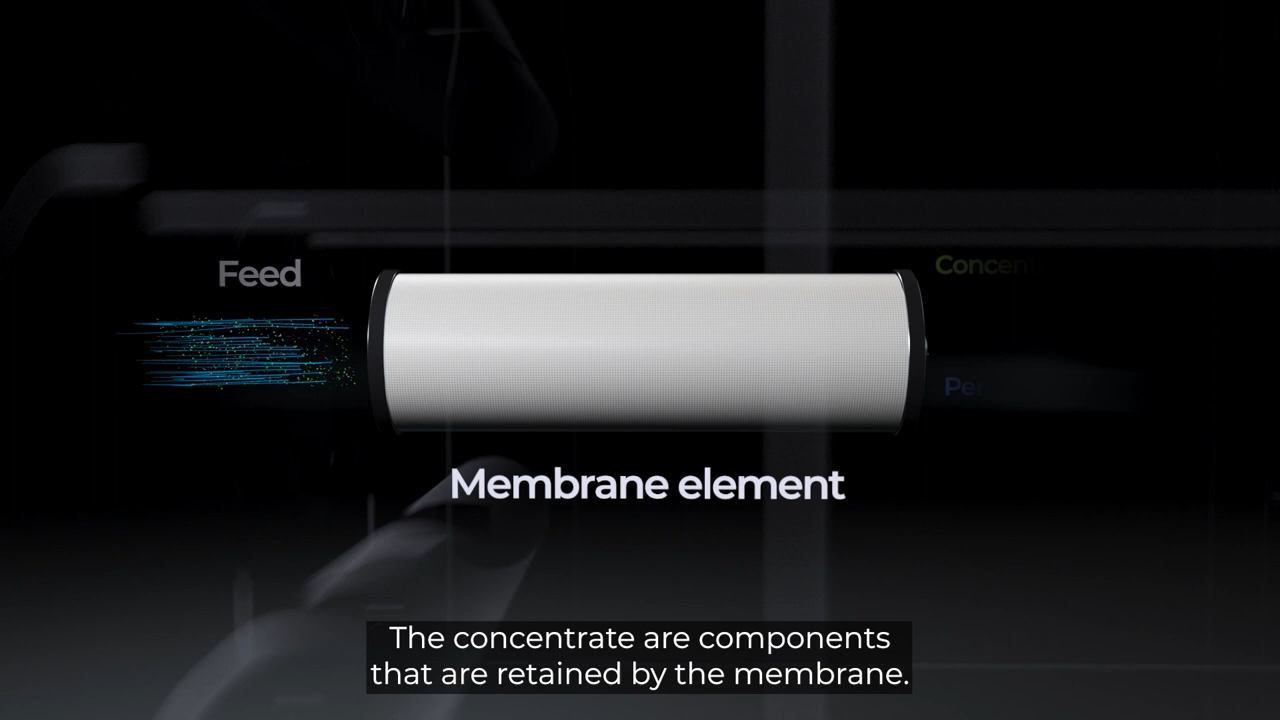 Feed
Membrane element
The concentrate are components
that are retained by the membrane.